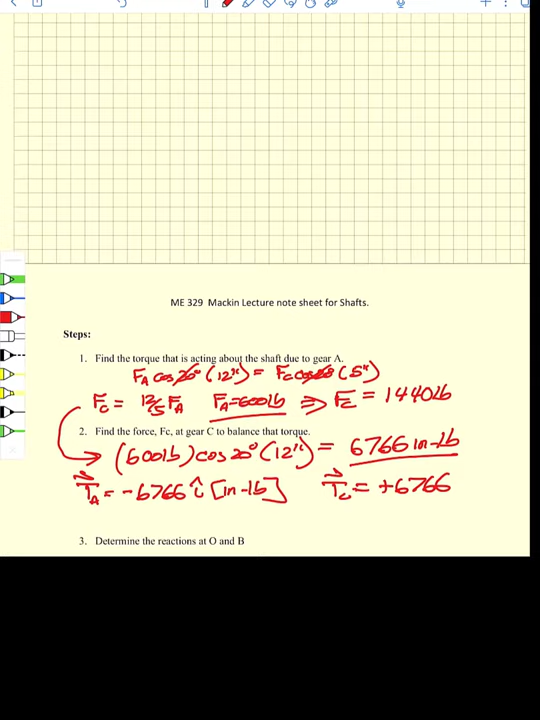 ME 329 Mackin Lecture note sheet for Shafts.
Steps:
1. Find the torque that is acting about the shaft due to gear A.
F_A cos 20° (12") = F_C cos 20° (5")
F_C = 12/5 F_A F_A = 600 lb ⇒ F_C = 1440 lb
2. Find the force, Fc, at gear C to balance that torque.
(600 lb) cos 20° (12") = 6766 in-lb
T_A = -6766 î [in-lb] T_C = +6766
3. Determine the reactions at O and B